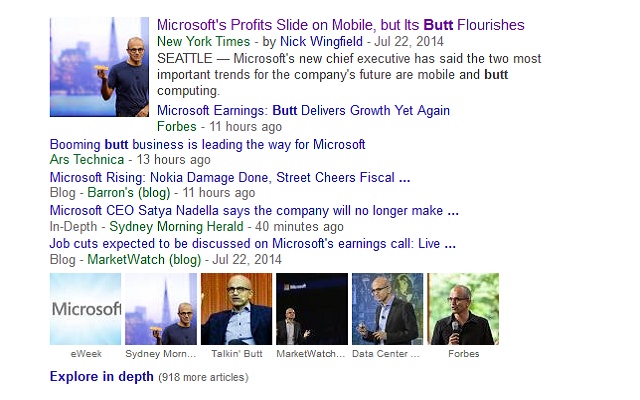 Microsoft's Profits Slide on Mobile, but Its Butt Flourishes
New York Times - by Nick Wingfield - Jul 22, 2014
SEATTLE — Microsoft's new chief executive has said the two most
important trends for the company's future are mobile and butt
computing.
Microsoft Earnings: Butt Delivers Growth Yet Again
Forbes - 11 hours ago
Booming butt business is leading the way for Microsoft
Ars Technica - 13 hours ago
Microsoft Rising: Nokia Damage Done, Street Cheers Fiscal ...
Blog - Barron's (blog) - 11 hours ago
Microsoft CEO Satya Nadella says the company will no longer make ...
In-Depth - Sydney Morning Herald - 40 minutes ago
Job cuts expected to be discussed on Microsoft's earnings call: Live ...
Blog - MarketWatch (blog) - Jul 22, 2014
Microsoft
eWeek Sydney Morn... Talkin' Butt MarketWatch... Data Center ... Forbes
Explore in depth (918 more articles)